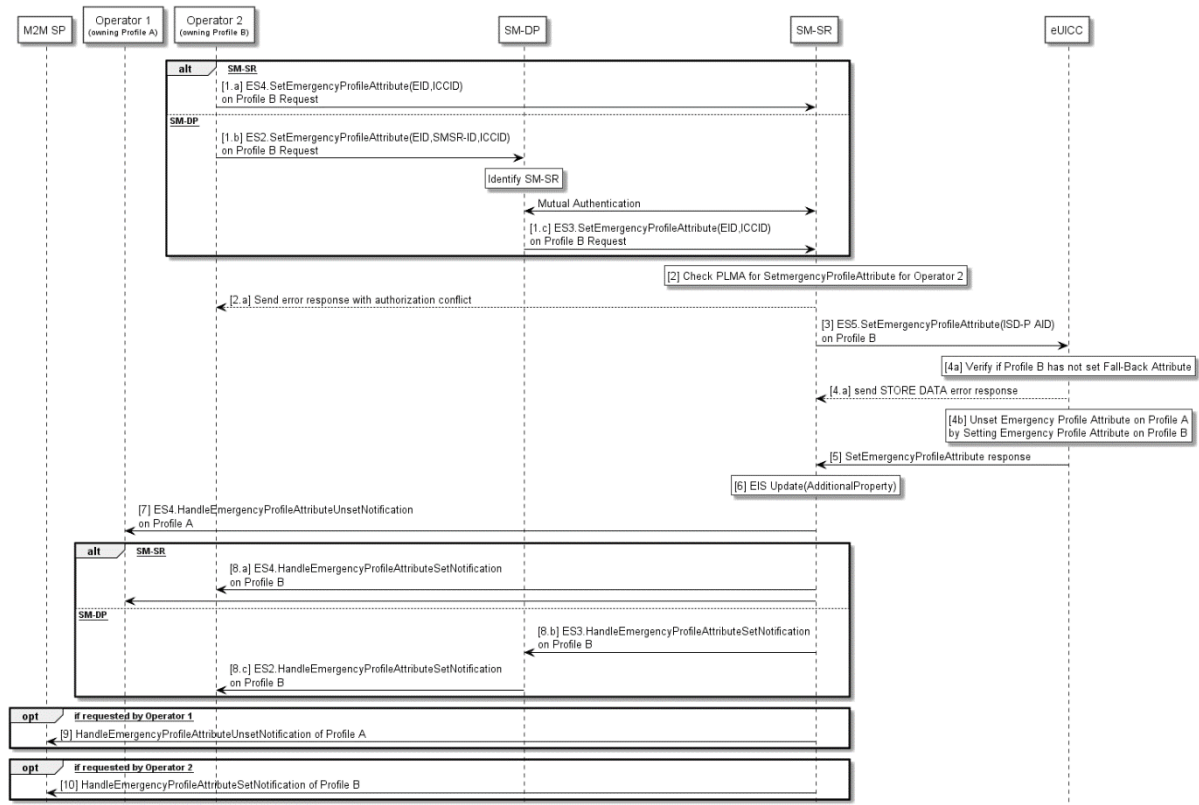 M2M SP
Operator 1
(owning Profile A)
Operator 2
(owning Profile B)
SM-DP
SM-SR
eUICC
alt
SM-SR
[1.a] ES4.SetEmergencyProfileAttribute(EID,ICCID)
on Profile B Request
SM-DP
[1.b] ES2.SetEmergencyProfileAttribute(EID,SMSR-ID,ICCID)
on Profile B Request
Identify SM-SR
Mutual Authentication
[1.c] ES3.SetEmergencyProfileAttribute(EID,ICCID)
on Profile B Request
[2] Check PLMA for SetmergencyProfileAttribute for Operator 2
[2.a] Send error response with authorization conflict
[3] ES5.SetEmergencyProfileAttribute(ISD-P AID)
on Profile B
[4a] Verify if Profile B has not set Fall-Back Attribute
[4.a] send STORE DATA error response
[4b] Unset Emergency Profile Attribute on Profile A
by Setting Emergency Profile Attribute on Profile B
[5] SetEmergencyProfileAttribute response
[6] EIS Update(AdditionalProperty)
[7] ES4.HandleEmergencyProfileAttributeUnsetNotification
on Profile A
alt
SM-SR
[8.a] ES4.HandleEmergencyProfileAttributeSetNotification
on Profile B
SM-DP
[8.b] ES3.HandleEmergencyProfileAttributeSetNotification
on Profile B
[8.c] ES2.HandleEmergencyProfileAttributeSetNotification
on Profile B
opt
if requested by Operator 1
[9] HandleEmergencyProfileAttributeUnsetNotification of Profile A
opt
if requested by Operator 2
[10] HandleEmergencyProfileAttributeSetNotification of Profile B